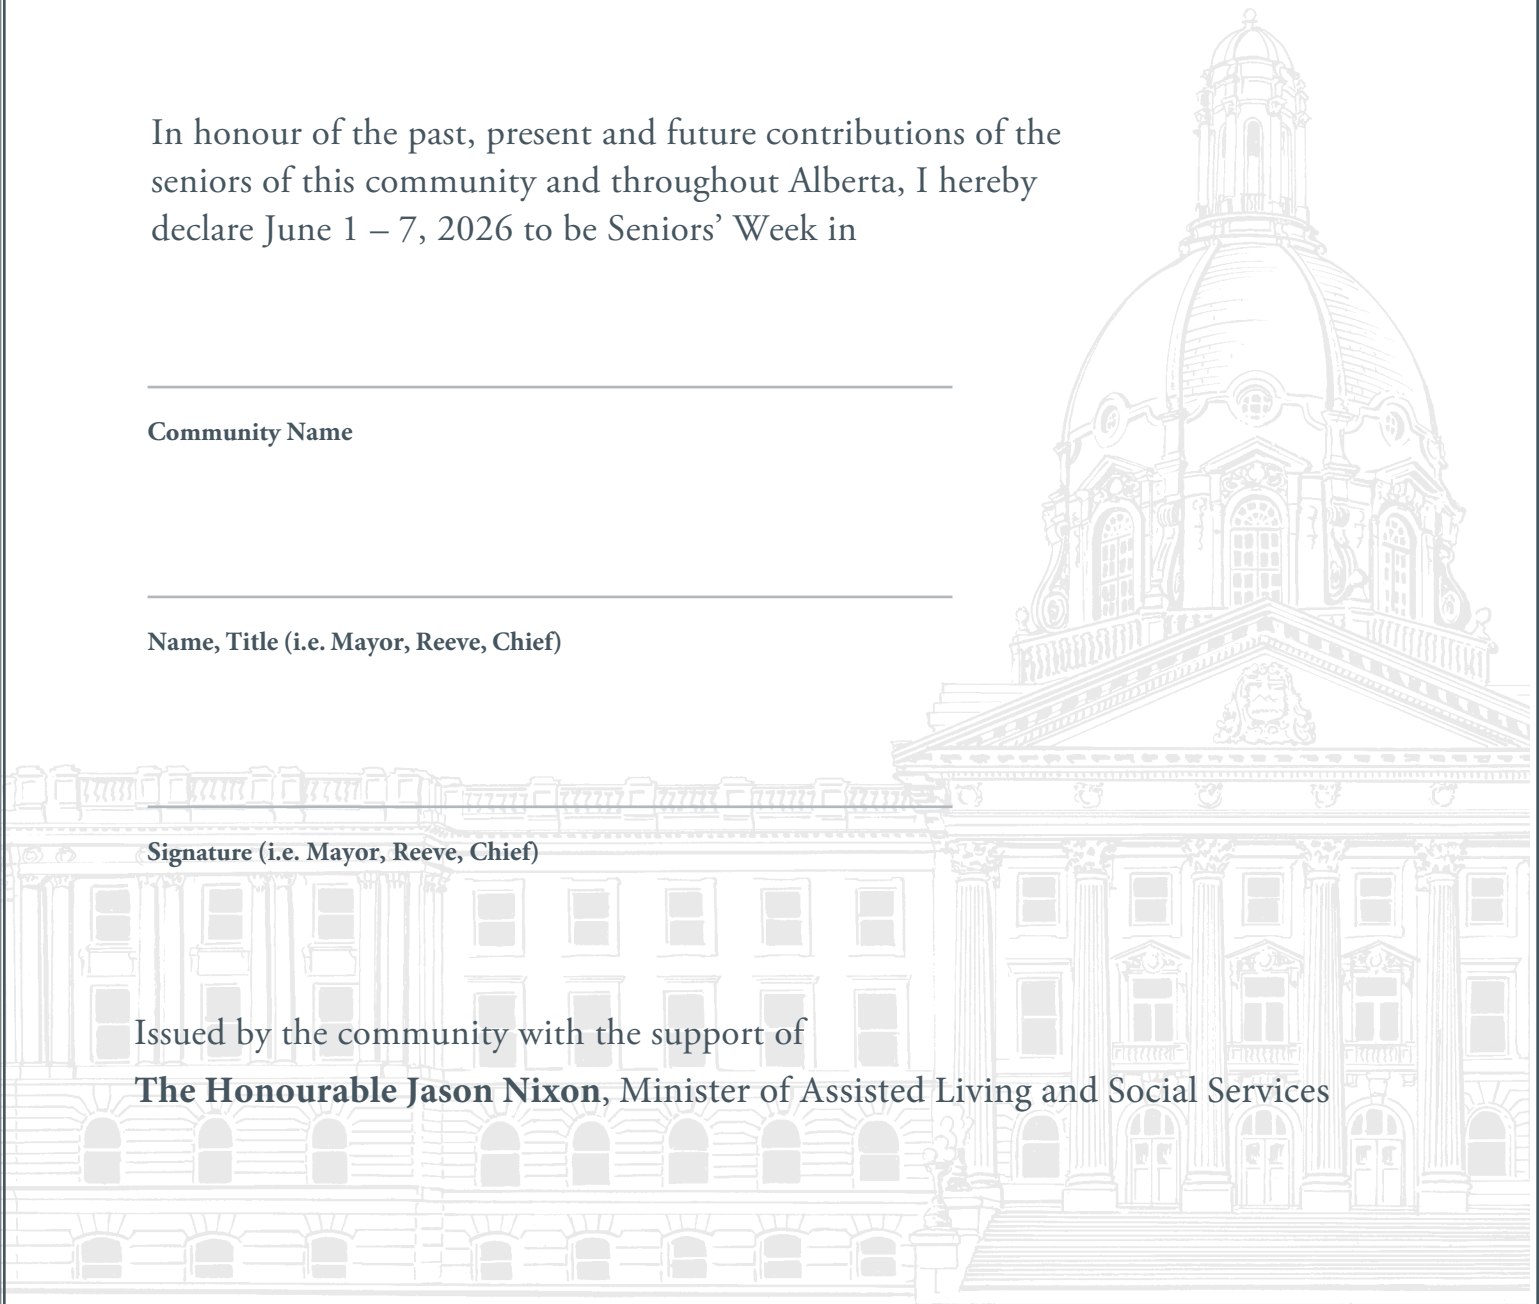 In honour of the past, present and future contributions of the
seniors of this community and throughout Alberta, I hereby
declare June 1 – 7, 2026 to be Seniors’ Week in
Community Name
Name, Title (i.e. Mayor, Reeve, Chief)
Signature (i.e. Mayor, Reeve, Chief)
Issued by the community with the support of
The Honourable Jason Nixon, Minister of Assisted Living and Social Services